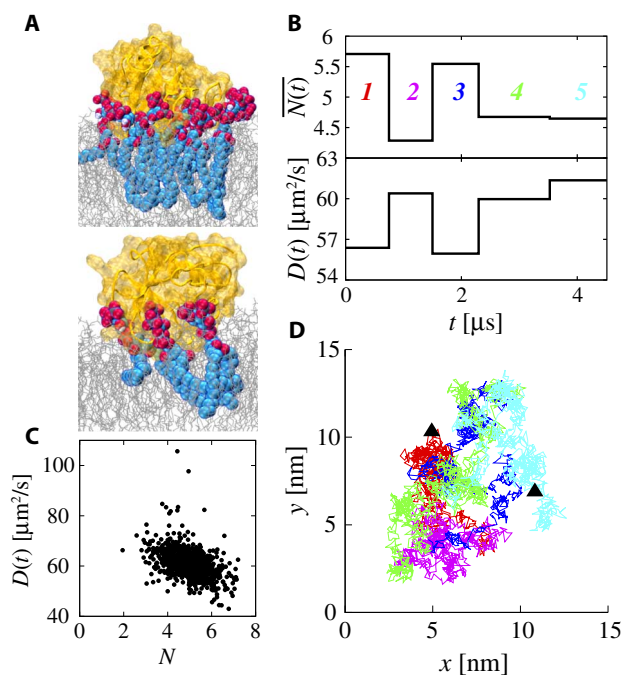 A
B
6
5.5
5
4.5
N(t)
1 2 3 4 5
63
60
57
54
D(t) [μm²/s]
0 2 4
t [μs]
C
100
80
60
40
D(t) [μm²/s]
0 2 4 6 8
N
D
15
10
5
0
y [nm]
0 5 10 15
x [nm]